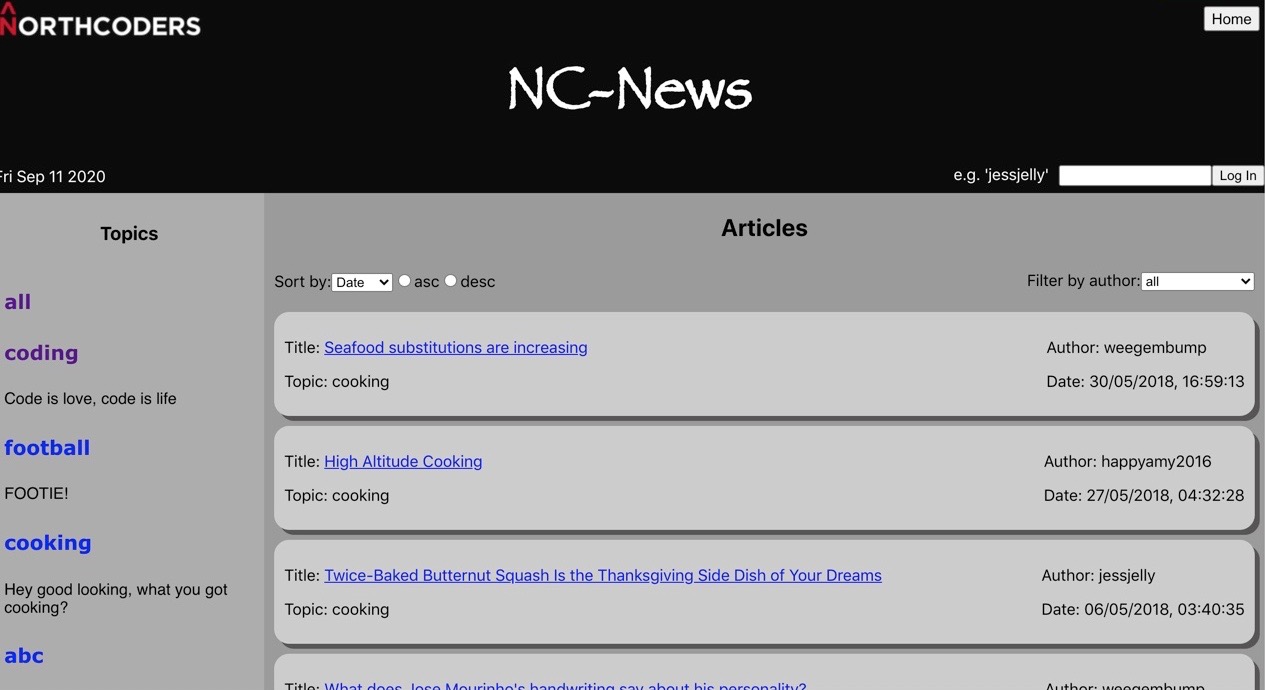 NORTHCODERS
Home
NC-News
Fri Sep 11 2020
e.g. 'jessjelly'
Log In
Topics
all
coding
Code is love, code is life
football
FOOTIE!
cooking
Hey good looking, what you got
cooking?
abc
Articles
Sort by: Date asc desc
Filter by author: all
Title: Seafood substitutions are increasing
Author: weegembump
Topic: cooking
Date: 30/05/2018, 16:59:13
Title: High Altitude Cooking
Author: happyamy2016
Topic: cooking
Date: 27/05/2018, 04:32:28
Title: Twice-Baked Butternut Squash Is the Thanksgiving Side Dish of Your Dreams
Author: jessjelly
Topic: cooking
Date: 06/05/2018, 03:40:35
Title: What does Jose Mourinho's handwriting say about his personality?
Author: weegembump